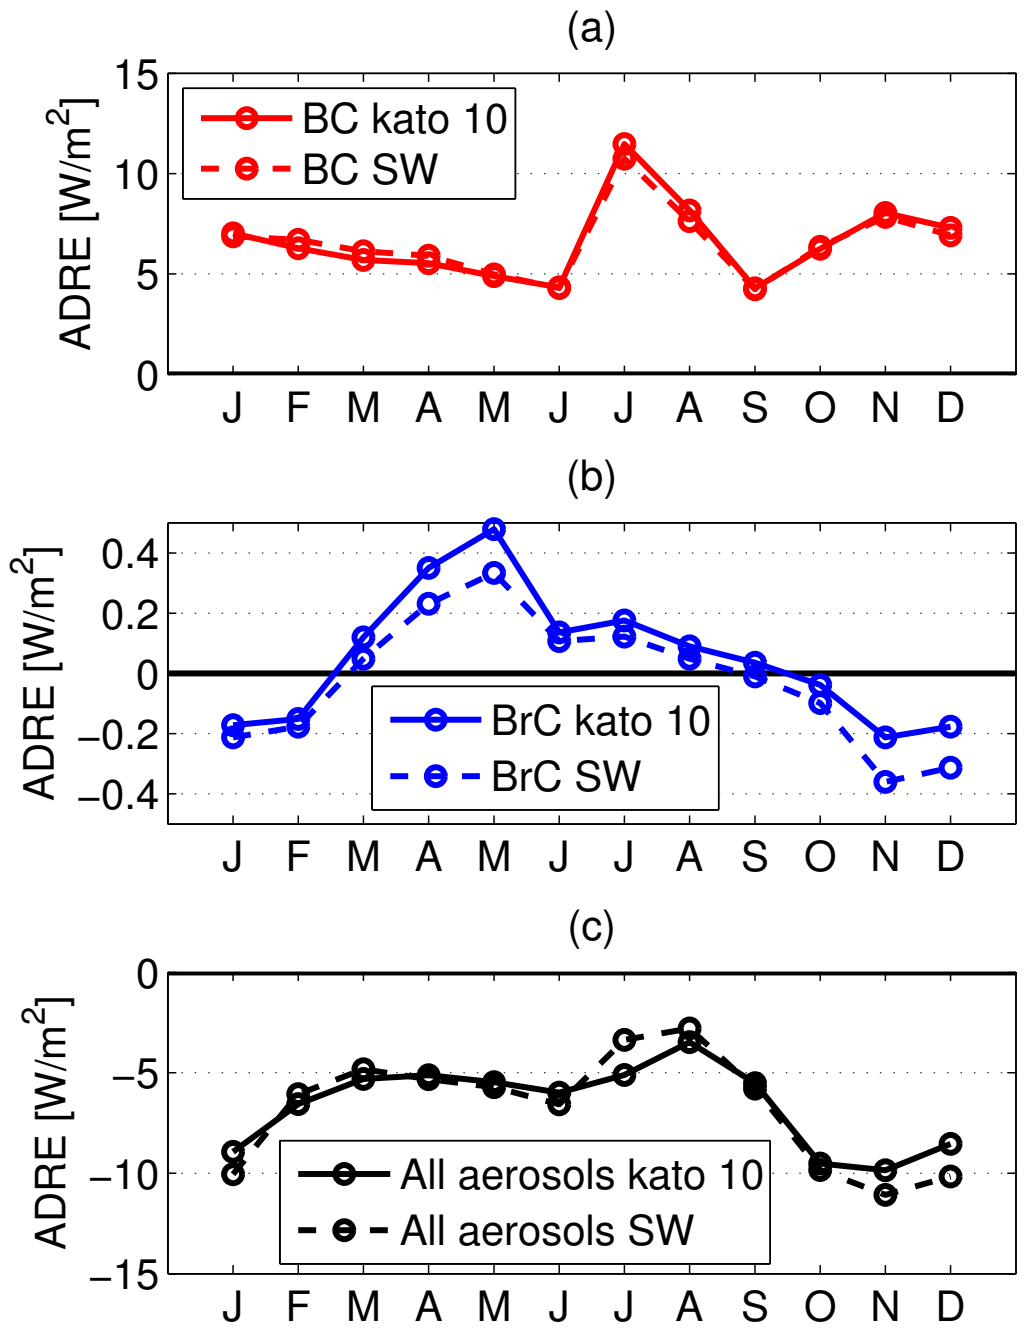 (a)
ADRE [W/m²]
15
10
5
0
BC kato 10
BC SW
J F M A M J J A S O N D
(b)
ADRE [W/m²]
0.4
0.2
0
−0.2
−0.4
BrC kato 10
BrC SW
J F M A M J J A S O N D
(c)
ADRE [W/m²]
0
−5
−10
−15
All aerosols kato 10
All aerosols SW
J F M A M J J A S O N D